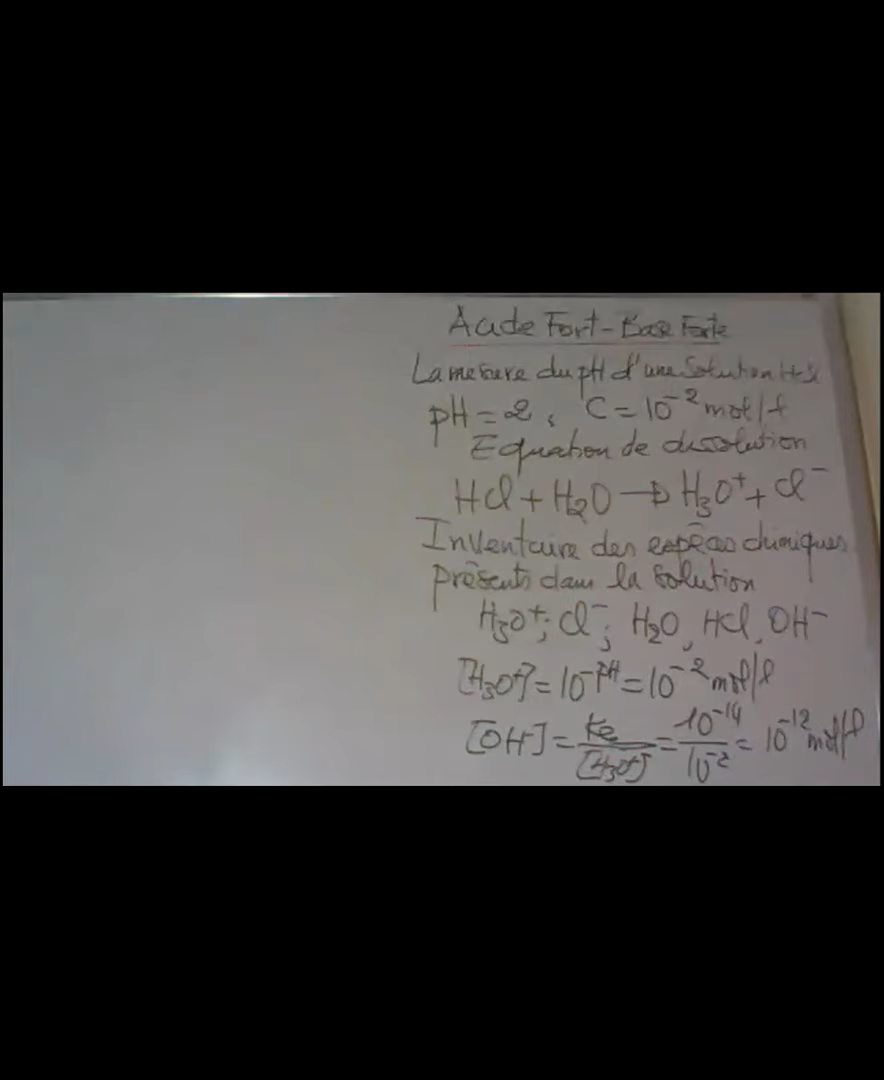 Acide Fort - Base Forte
La mesure du pH d'une Solution HCl
pH = 2, C = 10⁻² mol/l
Equation de dissolution
HCl + H₂O → H₃O⁺ + Cl⁻
Inventaire des espèces chimiques
présents dans la solution
H₃O⁺; Cl⁻; H₂O, HCl, OH⁻
[H₃O⁺] = 10⁻ᵖᴴ = 10⁻² mol/l
[OH⁻] = Ke/[H₃O⁺] = 10⁻¹⁴/10⁻² = 10⁻¹² mol/l